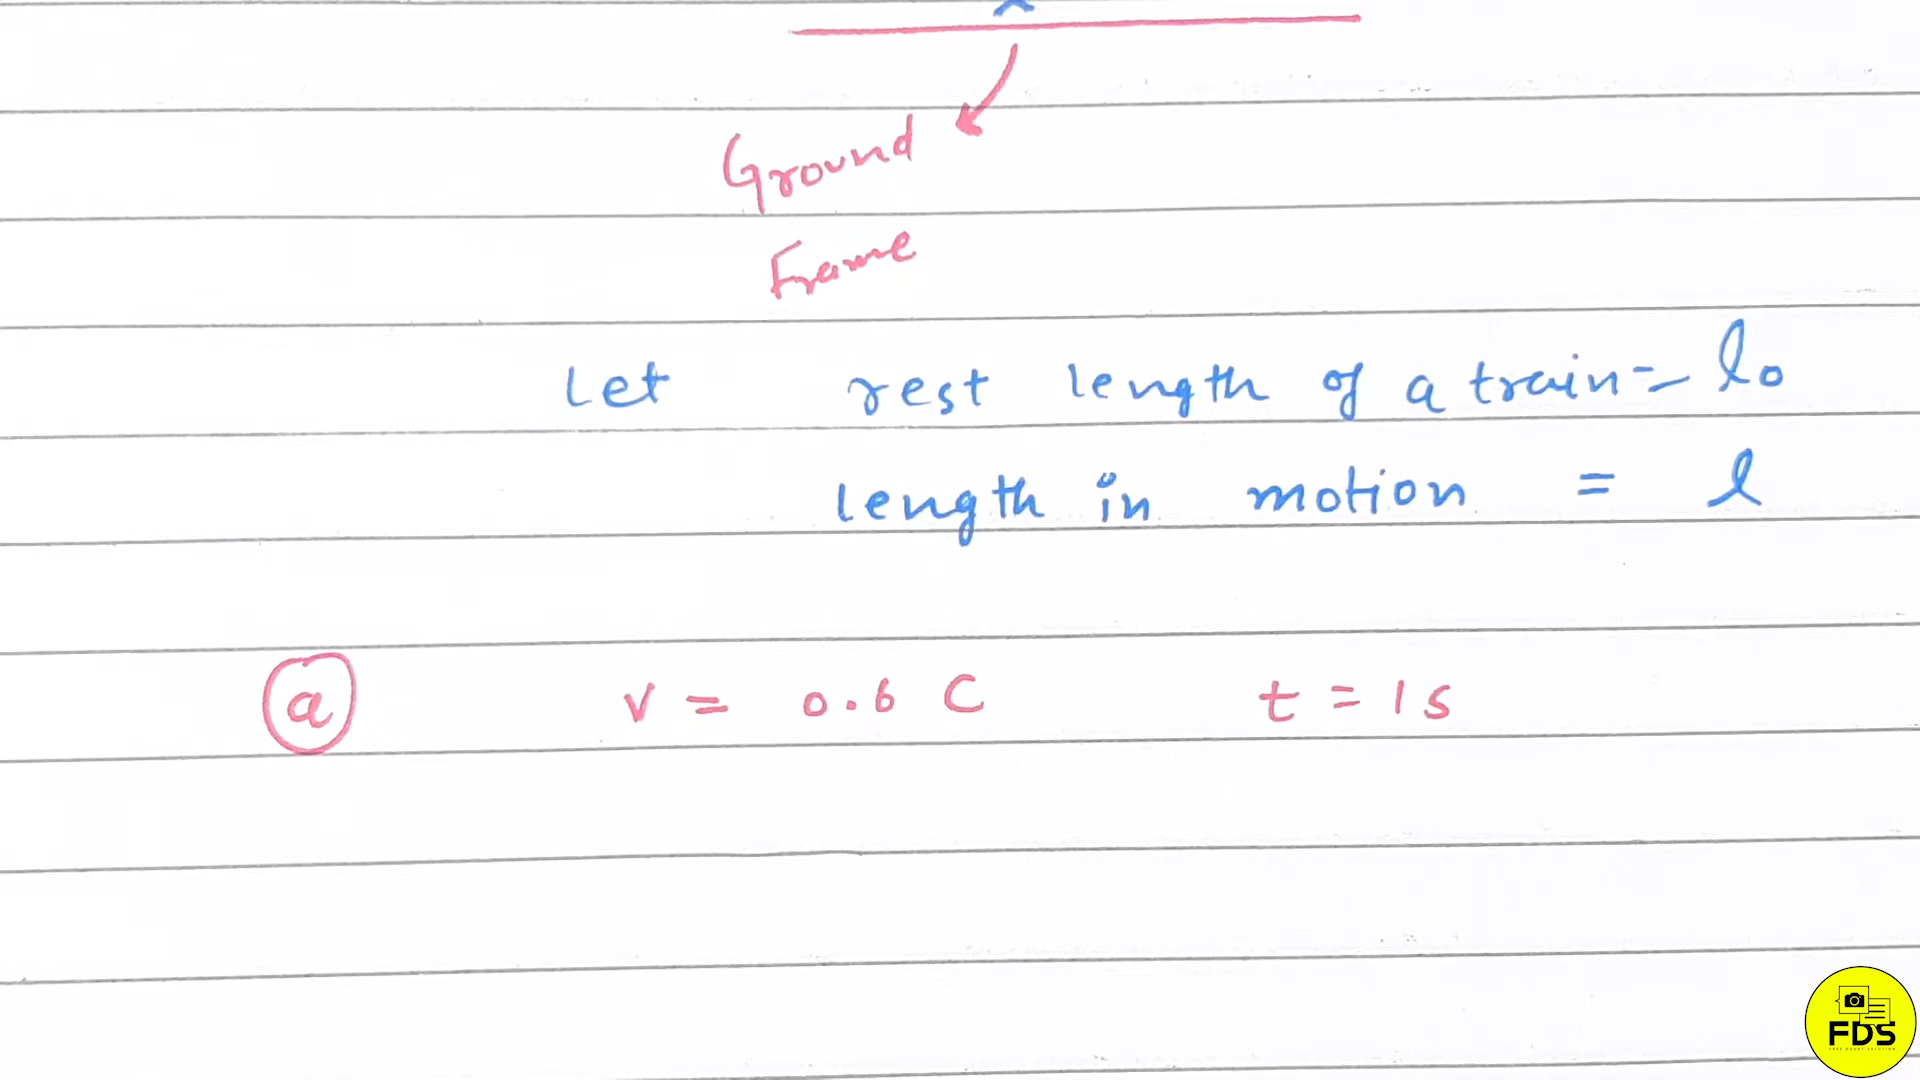 Ground
Frame
Let rest length of a train = l₀
length in motion = l
ⓐ v = 0.6 C t = 1s
FDS